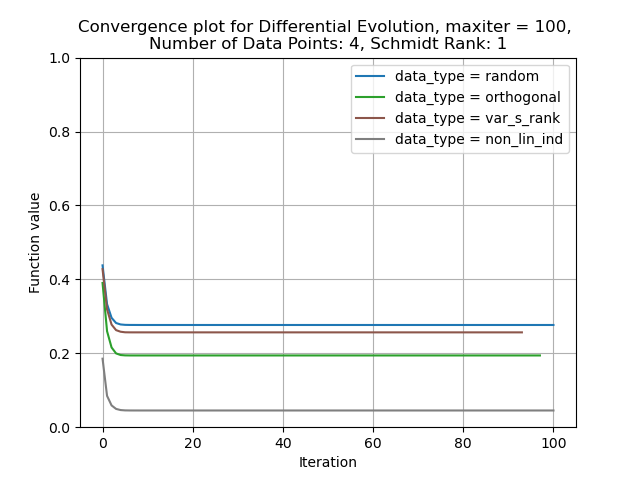 Convergence plot for Differential Evolution, maxiter = 100,
Number of Data Points: 4, Schmidt Rank: 1
data_type = random
data_type = orthogonal
data_type = var_s_rank
data_type = non_lin_ind
Function value
1.0
0.8
0.6
0.4
0.2
0.0
0 20 40 60 80 100
Iteration